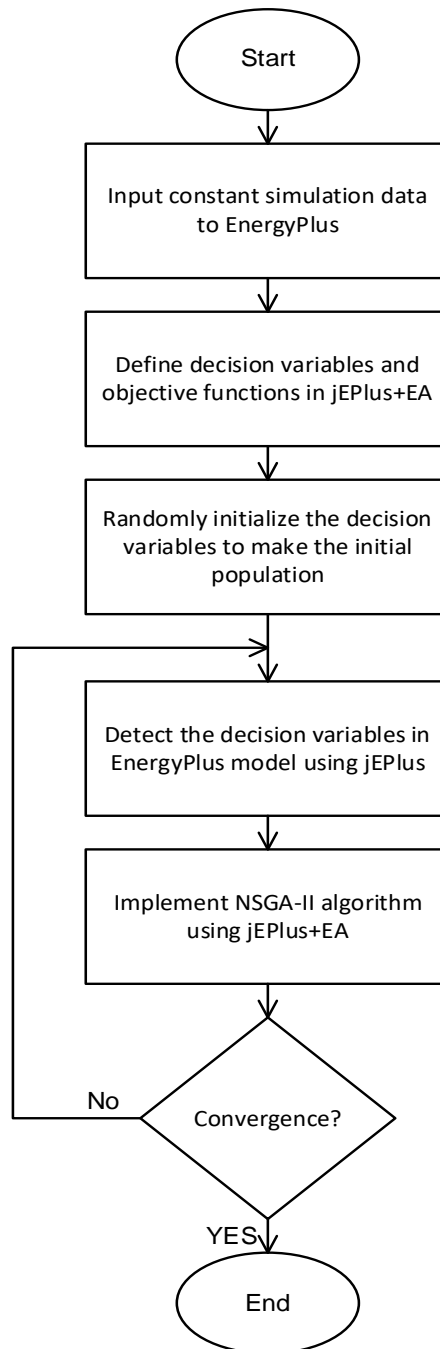 Start
Input constant simulation data
to EnergyPlus
Define decision variables and
objective functions in jEPlus+EA
Randomly initialize the decision
variables to make the initial
population
Detect the decision variables in
EnergyPlus model using jEPlus
Implement NSGA-II algorithm
using jEPlus+EA
No
Convergence?
YES
End